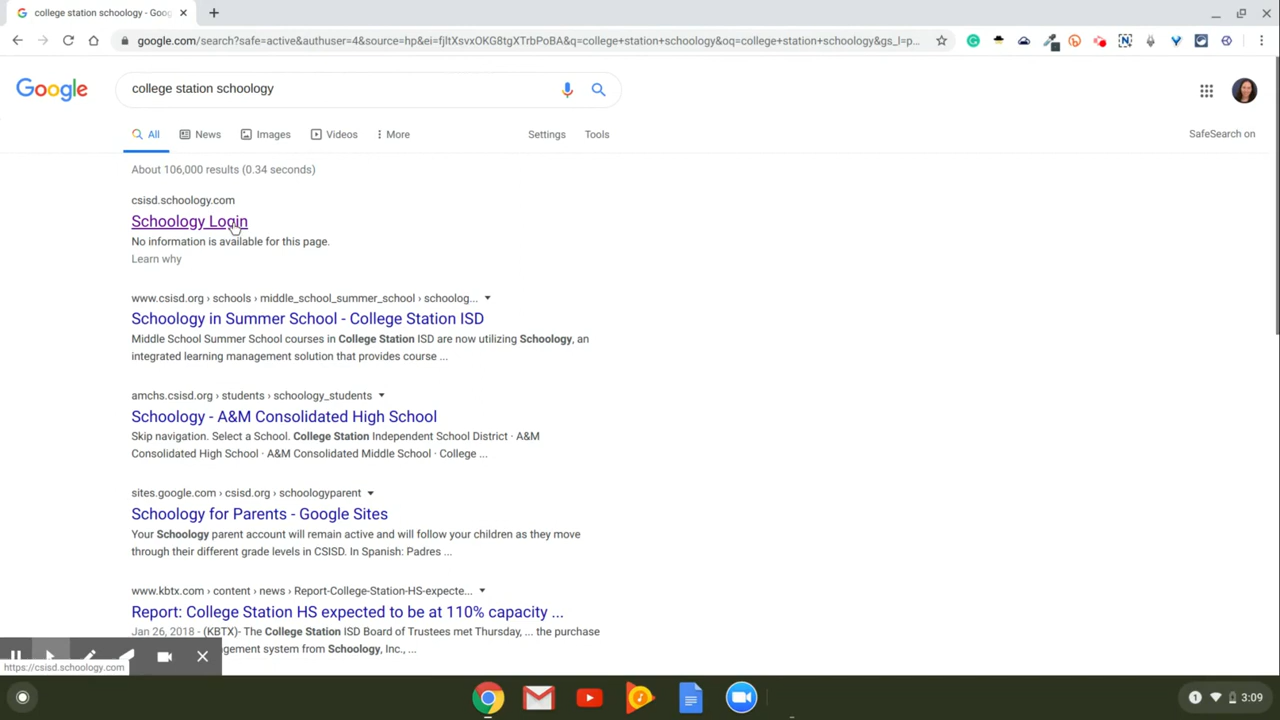 college station schoology - Goog
google.com/search?safe=active&authuser=4&source=hp&ei=fjItXsvxOKG8tgXTrbPoBA&q=college+station+schoology&oq=college+station+schoology&gs_l=p...
Google
college station schoology
All News Images Videos More Settings Tools
SafeSearch on
About 106,000 results (0.34 seconds)
csisd.schoology.com
Schoology Login
No information is available for this page.
Learn why
www.csisd.org › schools › middle_school_summer_school › schoolog...
Schoology in Summer School - College Station ISD
Middle School Summer School courses in College Station ISD are now utilizing Schoology, an
integrated learning management solution that provides course ...
amchs.csisd.org › students › schoology_students
Schoology - A&M Consolidated High School
Skip navigation. Select a School. College Station Independent School District · A&M
Consolidated High School · A&M Consolidated Middle School · College ...
sites.google.com › csisd.org › schoologyparent
Schoology for Parents - Google Sites
Your Schoology parent account will remain active and will follow your children as they move
through their different grade levels in CSISD. In Spanish: Padres ...
www.kbtx.com › content › news › Report-College-Station-HS-expecte...
Report: College Station HS expected to be at 110% capacity ...
Jan 26, 2018 - (KBTX)- The College Station ISD Board of Trustees met Thursday, ... the purchase
gement system from Schoology, Inc., ...
https://csisd.schoology.com
1 3:09